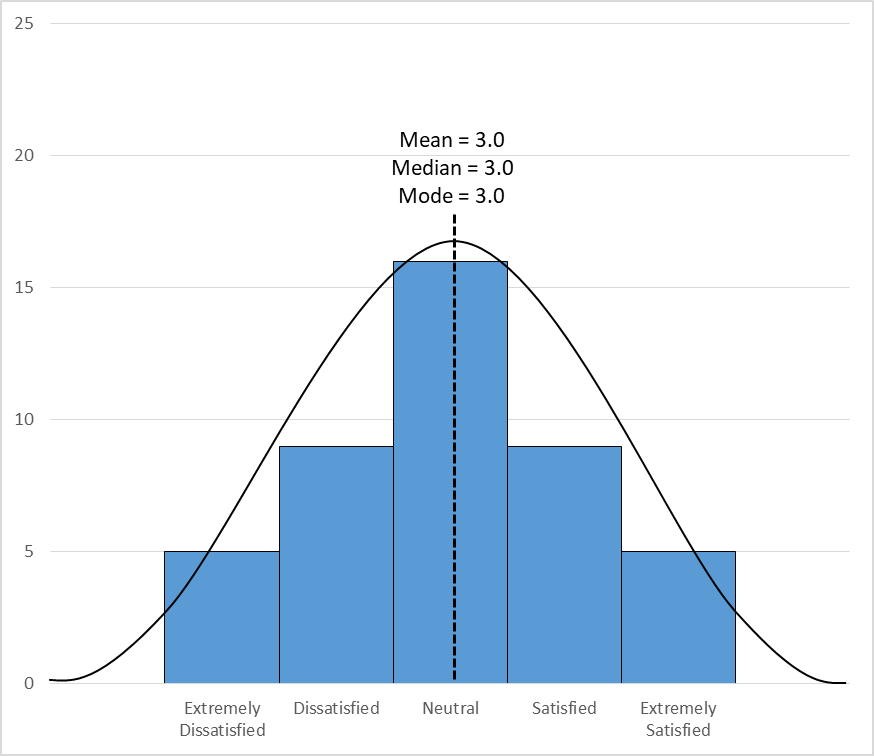 25
Mean = 3.0
20
Median = 3.0
Mode = 3.0
15
10
5
0
Extremely Dissatisfied Neutral Satisfied Extremely
Dissatisfied Satisfied